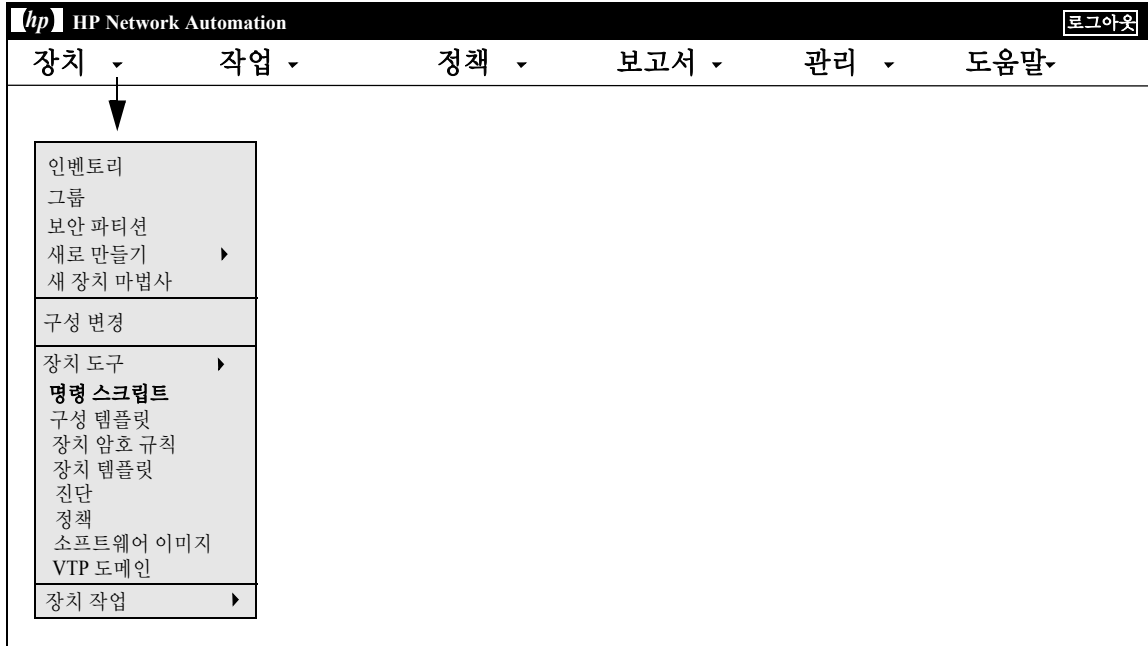 hp HP Network Automation 로그아웃
장치 작업 정책 보고서 관리 도움말
인벤토리
그룹
보안 파티션
새로 만들기
새 장치 마법사
구성 변경
장치 도구
명령 스크립트
구성 템플릿
장치 암호 규칙
장치 템플릿
진단
정책
소프트웨어 이미지
VTP 도메인
장치 작업